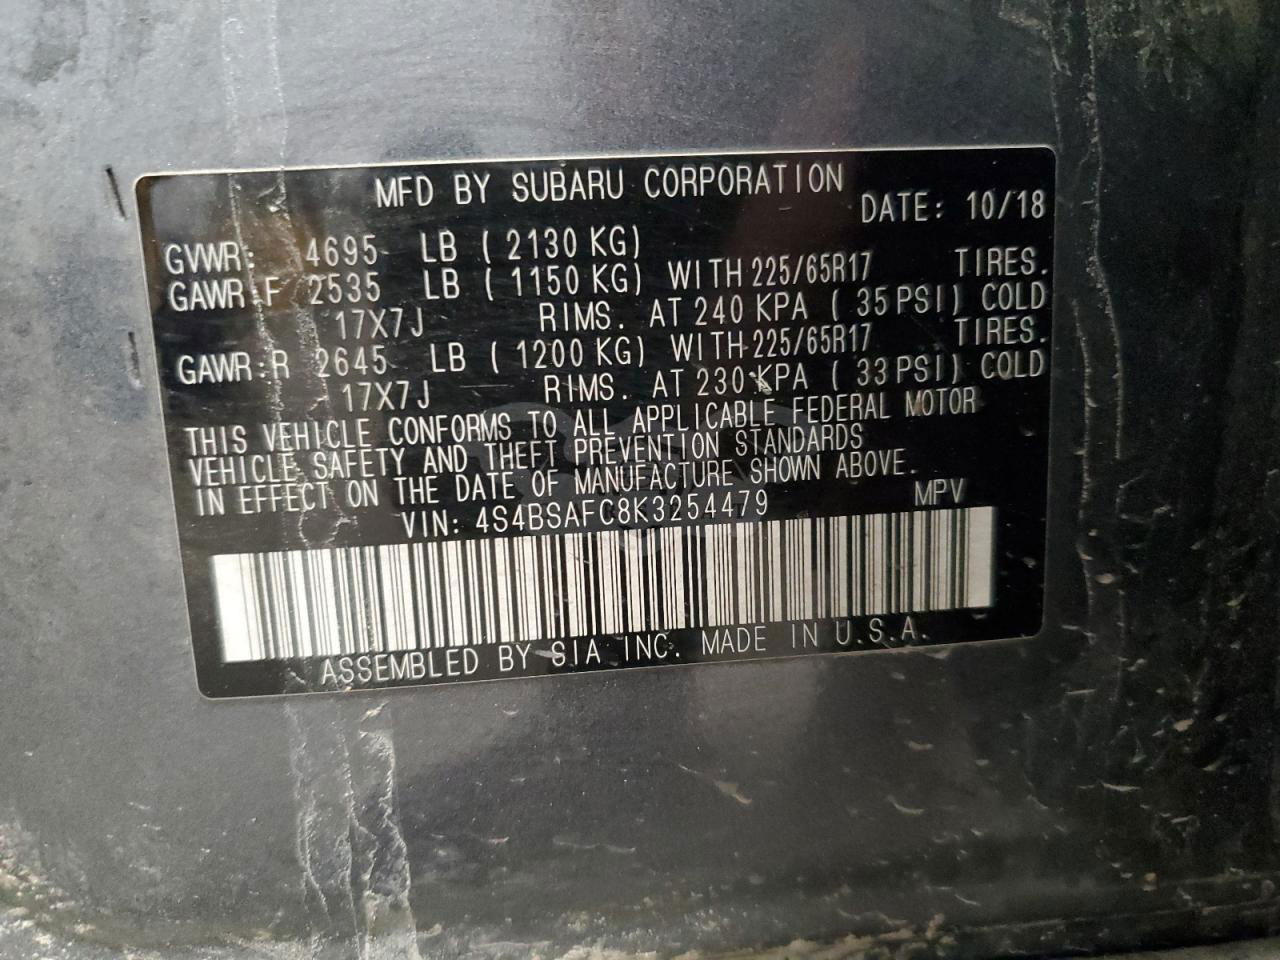 MFD BY SUBARU CORPORATION
DATE: 10/18
GVWR: 4695 LB ( 2130 KG)
GAWR:F 2535 LB ( 1150 KG) WITH 225/65R17 TIRES.
17X7J RIMS. AT 240 KPA ( 35 PSI) COLD
GAWR:R 2645 LB ( 1200 KG) WITH 225/65R17 TIRES.
17X7J RIMS. AT 230 KPA ( 33 PSI) COLD
THIS VEHICLE CONFORMS TO ALL APPLICABLE FEDERAL MOTOR
VEHICLE SAFETY AND THEFT PREVENTION STANDARDS
IN EFFECT ON THE DATE OF MANUFACTURE SHOWN ABOVE.
VIN: 4S4BSAFC8K3254479 MPV
ASSEMBLED BY SIA INC. MADE IN U.S.A.